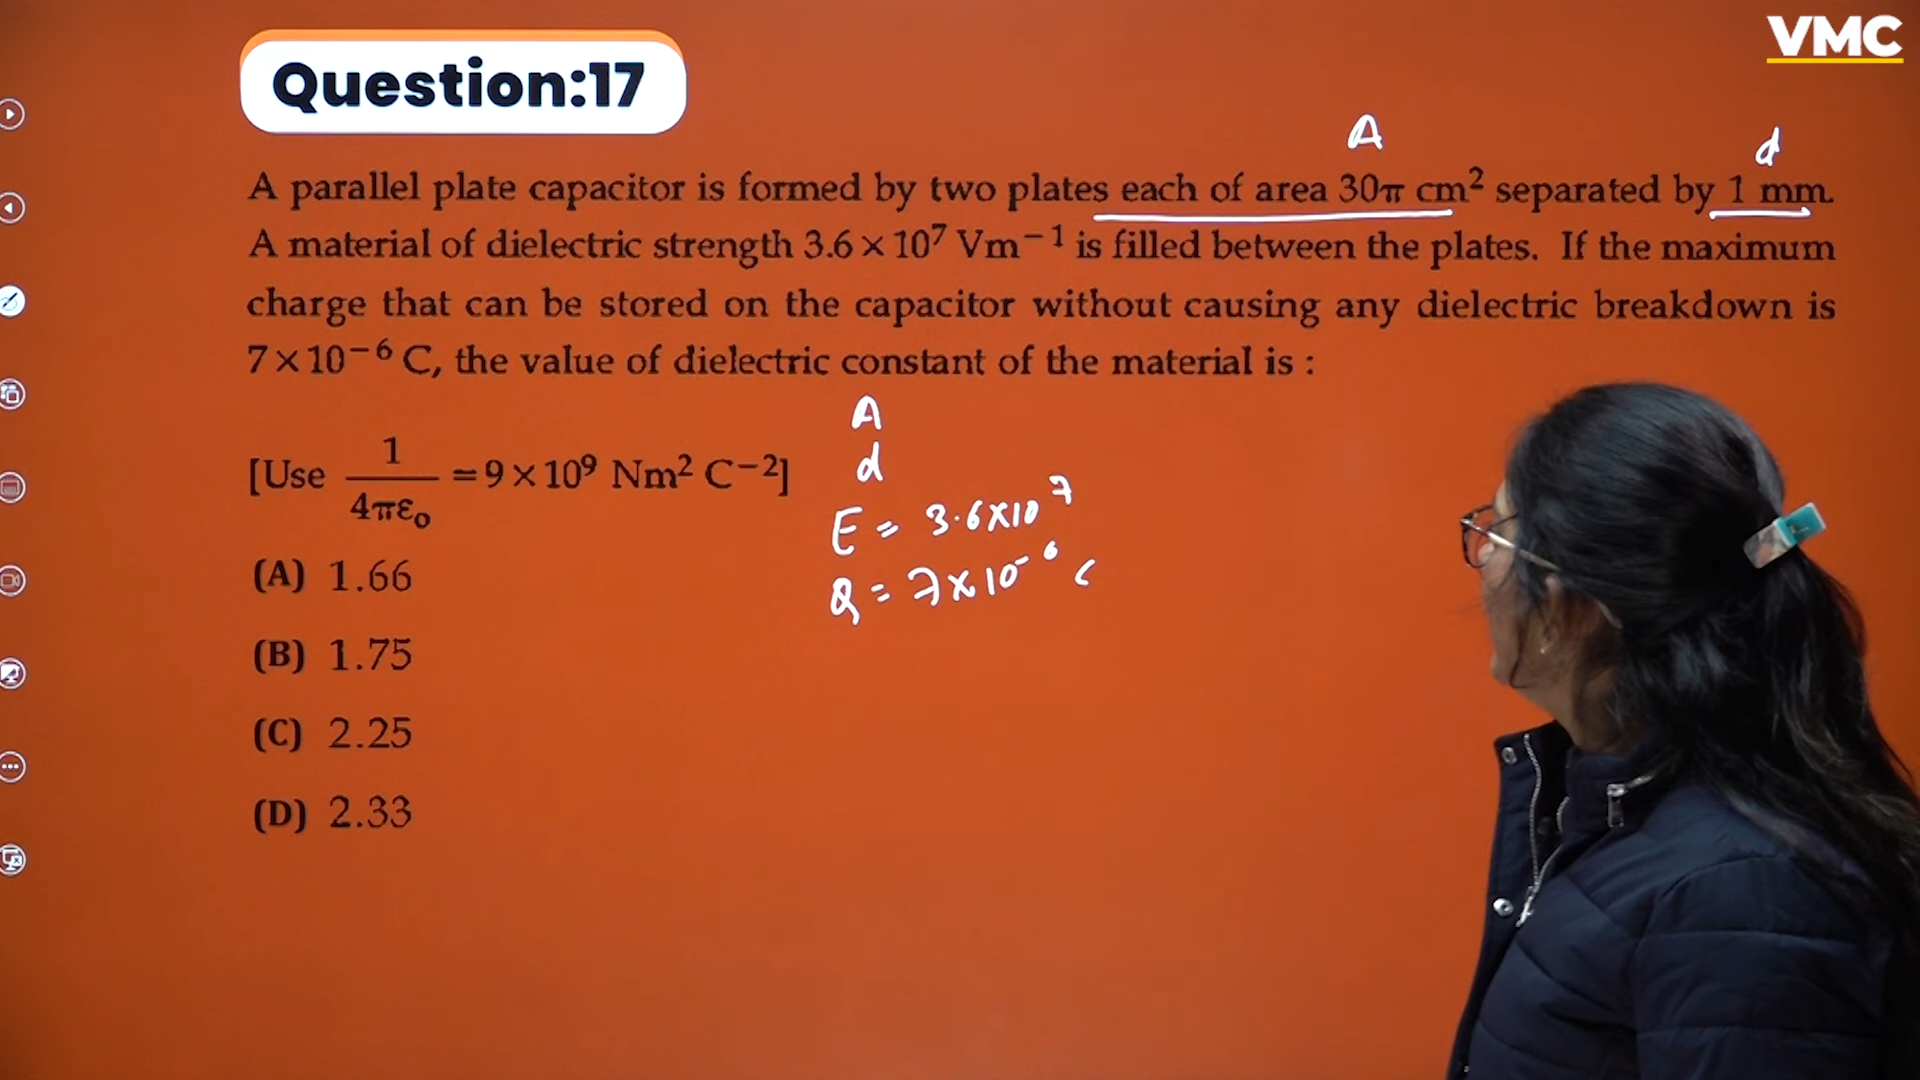 VMC
Question:17
A
d
A parallel plate capacitor is formed by two plates each of area 30π cm² separated by 1 mm.
A material of dielectric strength 3.6 × 10⁷ Vm⁻¹ is filled between the plates. If the maximum
charge that can be stored on the capacitor without causing any dielectric breakdown is
7 × 10⁻⁶ C, the value of dielectric constant of the material is :
[Use 1/4πε₀ = 9 × 10⁹ Nm² C⁻²]
A
d
E = 3.6×10⁷
Q = 7×10⁻⁶ C
(A) 1.66
(B) 1.75
(C) 2.25
(D) 2.33